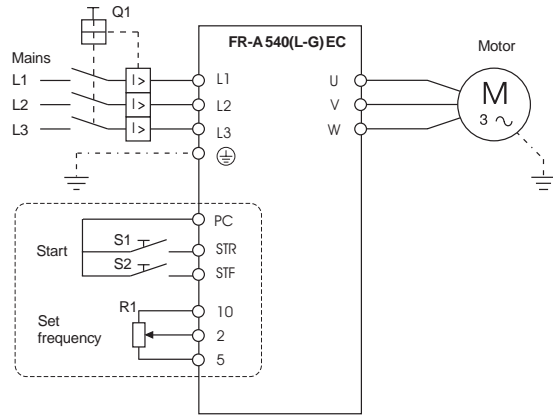 Q1
FR-A 540(L-G) EC
Mains
Motor
L1 I> L1 U
L2 I> L2 V M
L3 I> L3 W 3 ~
PC
Start S1 STR
S2 STF
R1 10
Set 2
frequency
5